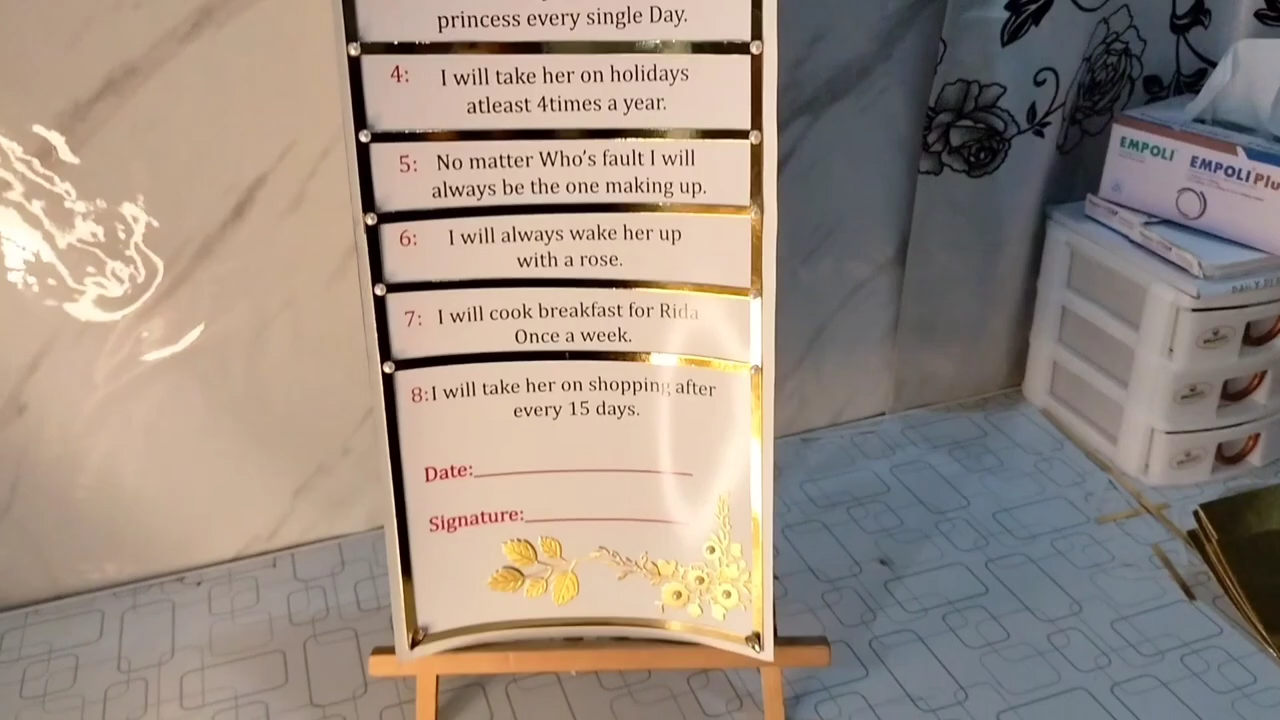 princess every single Day.
4: I will take her on holidays
atleast 4times a year.
5: No matter Who's fault I will
always be the one making up.
6: I will always wake her up
with a rose.
7: I will cook breakfast for Rida
Once a week.
8:I will take her on shopping after
every 15 days.
Date:
Signature:
EMPOLI
EMPOLI Plu